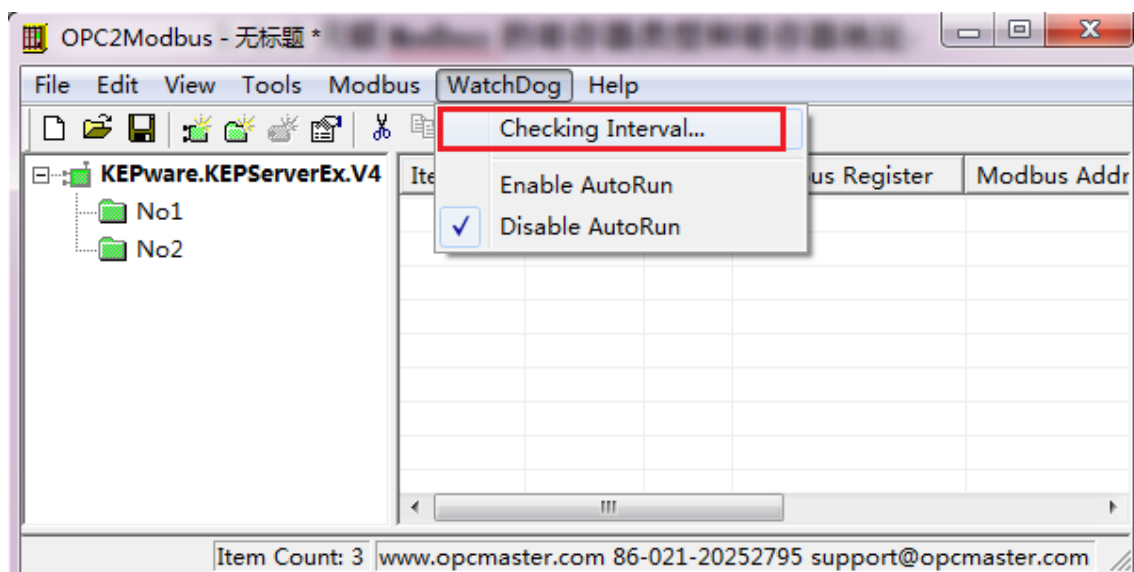 OPC2Modbus - 无标题 *
File Edit View Tools Modbus WatchDog Help
Checking Interval...
Enable AutoRun
Disable AutoRun
KEPware.KEPServerEx.V4
No1
No2
Ite us Register Modbus Addr
Item Count: 3 www.opcmaster.com 86-021-20252795 support@opcmaster.com